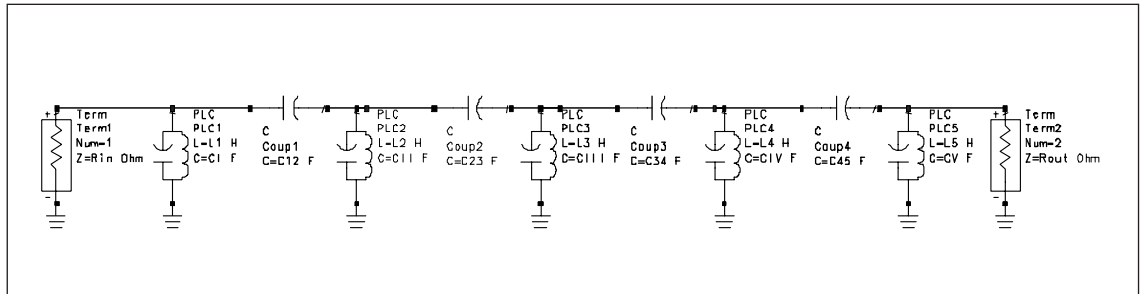 + Term
Term1
Num=1
Z=Rin Ohm
-
PLC
PLC1
L=L1 H
C=CI F
C
Coup1
C=C12 F
PLC
PLC2
L=L2 H
C=CII F
C
Coup2
C=C23 F
PLC
PLC3
L=L3 H
C=CIII F
C
Coup3
C=C34 F
PLC
PLC4
L=L4 H
C=CIV F
C
Coup4
C=C45 F
PLC
PLC5
L=L5 H
C=CV F
+ Term
Term2
Num=2
Z=Rout Ohm
-